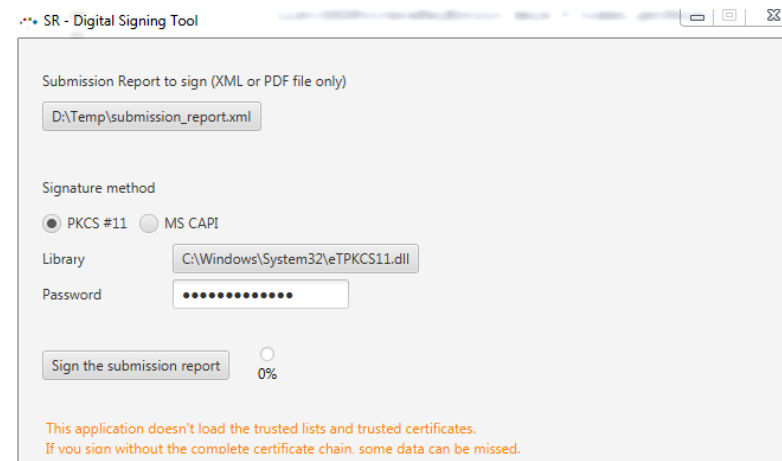 SR - Digital Signing Tool
Submission Report to sign (XML or PDF file only)
D:\Temp\submission_report.xml
Signature method
PKCS #11 MS CAPI
Library C:\Windows\System32\eTPKCS11.dll
Password •••••••••••••
Sign the submission report
0%
This application doesn't load the trusted lists and trusted certificates.
If you sign without the complete certificate chain, some data can be missed.